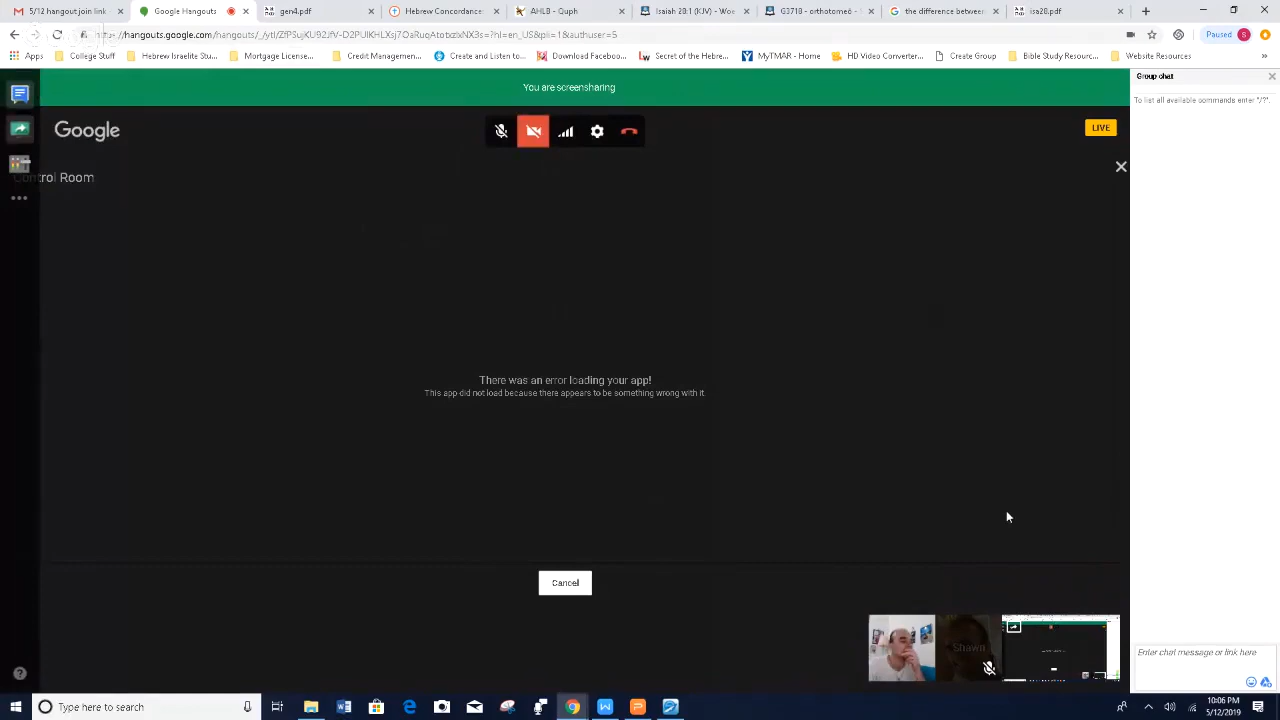 5/12 hangout join link
Google Hangouts
gen4.pdf
Hebrew Concordance:
AHLB - Quph
Isaiah 28:1 (KJV) - Wo
G3718 - orthotomeō -
the difference between
isa28.pdf
Paused
S
Apps
College Stuff
Hebrew Israelite Stu...
Mortgage License...
Credit Managemen...
Create and Listen to...
Download Facebook...
Secret of the Hebre...
MyTMAR - Home
HD Video Converter...
Create Group
Bible Study Resourc...
Website Resources
»
You are screensharing
Group chat
To list all available commands enter "/?".
Google
LIVE
Control Room
There was an error loading your app!
This app did not load because there appears to be something wrong with it.
Cancel
Shawn
Enter chat message or link here
Type here to search
10:06 PM
5/12/2019